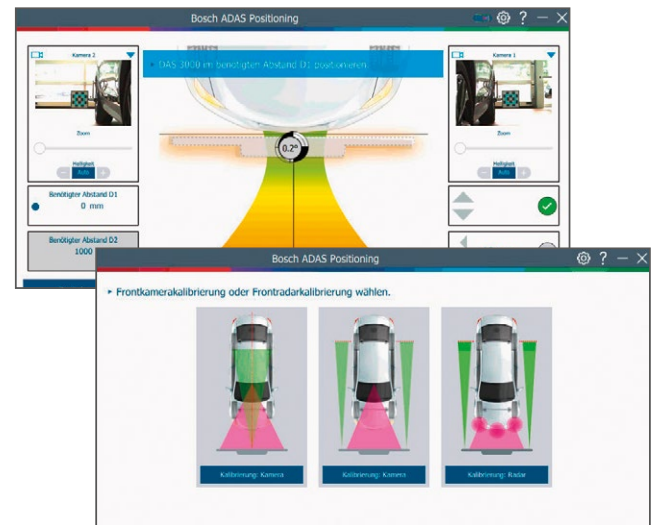 Bosch ADAS Positioning
?
Kamera 2
Zoom
Helligkeit
Auto
Benötigter Abstand D1
0 mm
Benötigter Abstand D2
1000
DAS 3000 im benötigten Abstand D1 positionieren.
0.2°
Kamera 1
Zoom
Helligkeit
Auto
Bosch ADAS Positioning
?
Frontkamerakalibrierung oder Frontradarkalibrierung wählen.
Kalibrierung: Kamera
Kalibrierung: Kamera
Kalibrierung: Radar